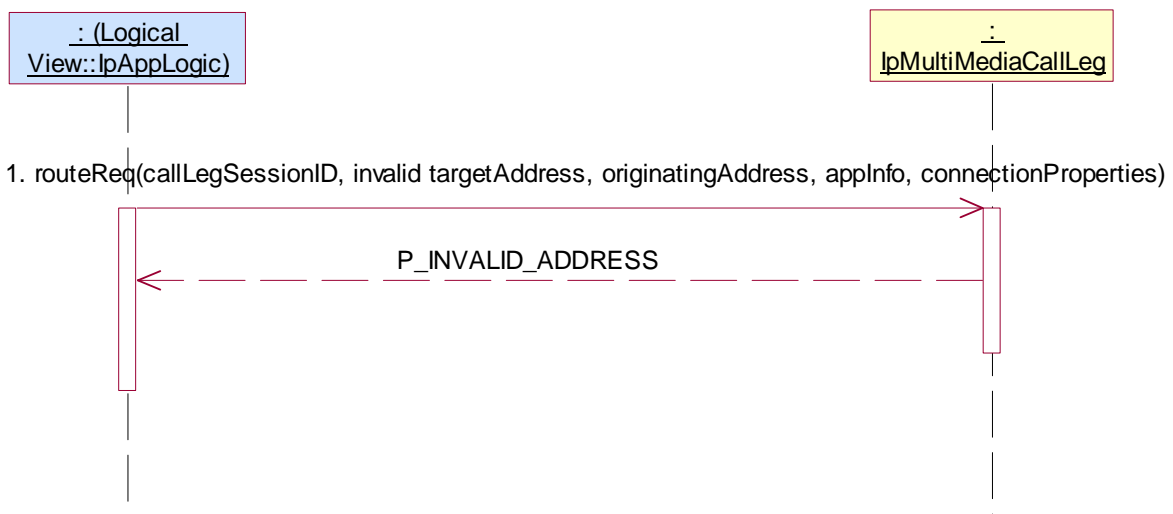 : (Logical
View::IpAppLogic)
:
IpMultiMediaCallLeg
1. routeReq(callLegSessionID, invalid targetAddress, originatingAddress, appInfo, connectionProperties)
P_INVALID_ADDRESS